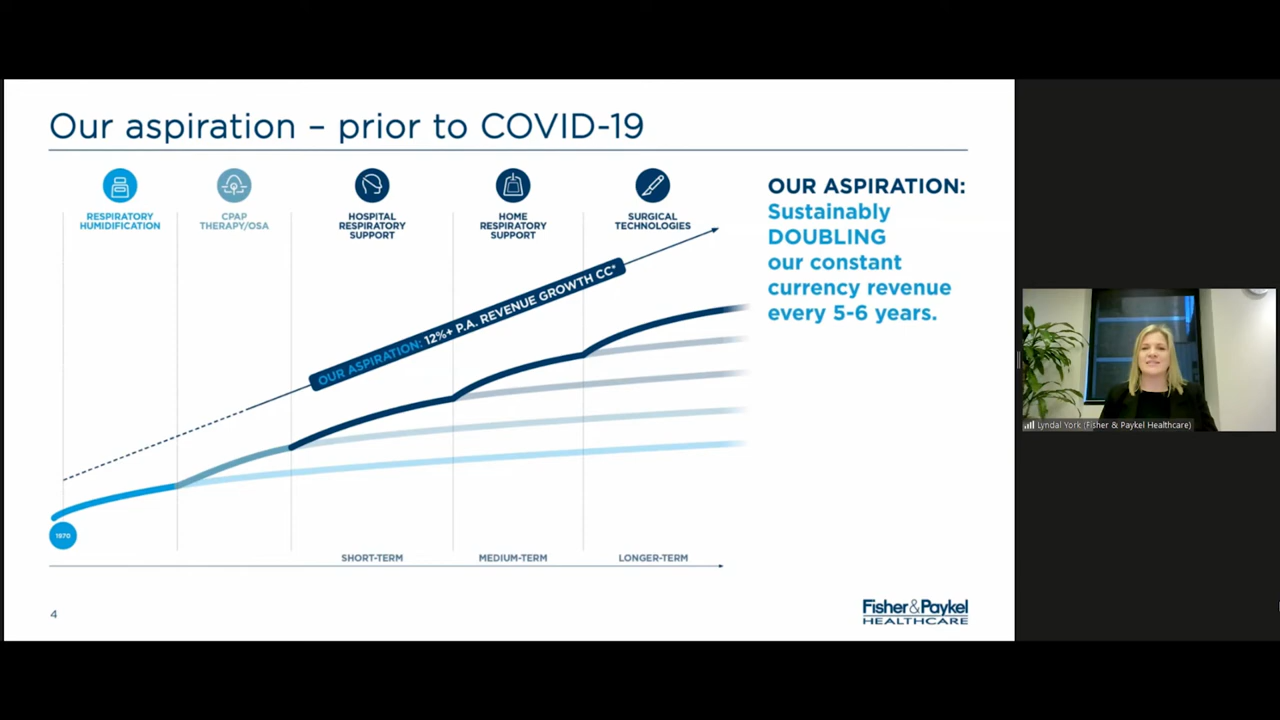 Our aspiration – prior to COVID-19
RESPIRATORY
HUMIDIFICATION
CPAP
THERAPY/OSA
HOSPITAL
RESPIRATORY
SUPPORT
HOME
RESPIRATORY
SUPPORT
SURGICAL
TECHNOLOGIES
OUR ASPIRATION:
Sustainably
DOUBLING
our constant
currency revenue
every 5-6 years.
OUR ASPIRATION: 12%+ P.A. REVENUE GROWTH CC*
1970
SHORT-TERM
MEDIUM-TERM
LONGER-TERM
4
Fisher&Paykel
HEALTHCARE
Lyndal York (Fisher & Paykel Healthcare)